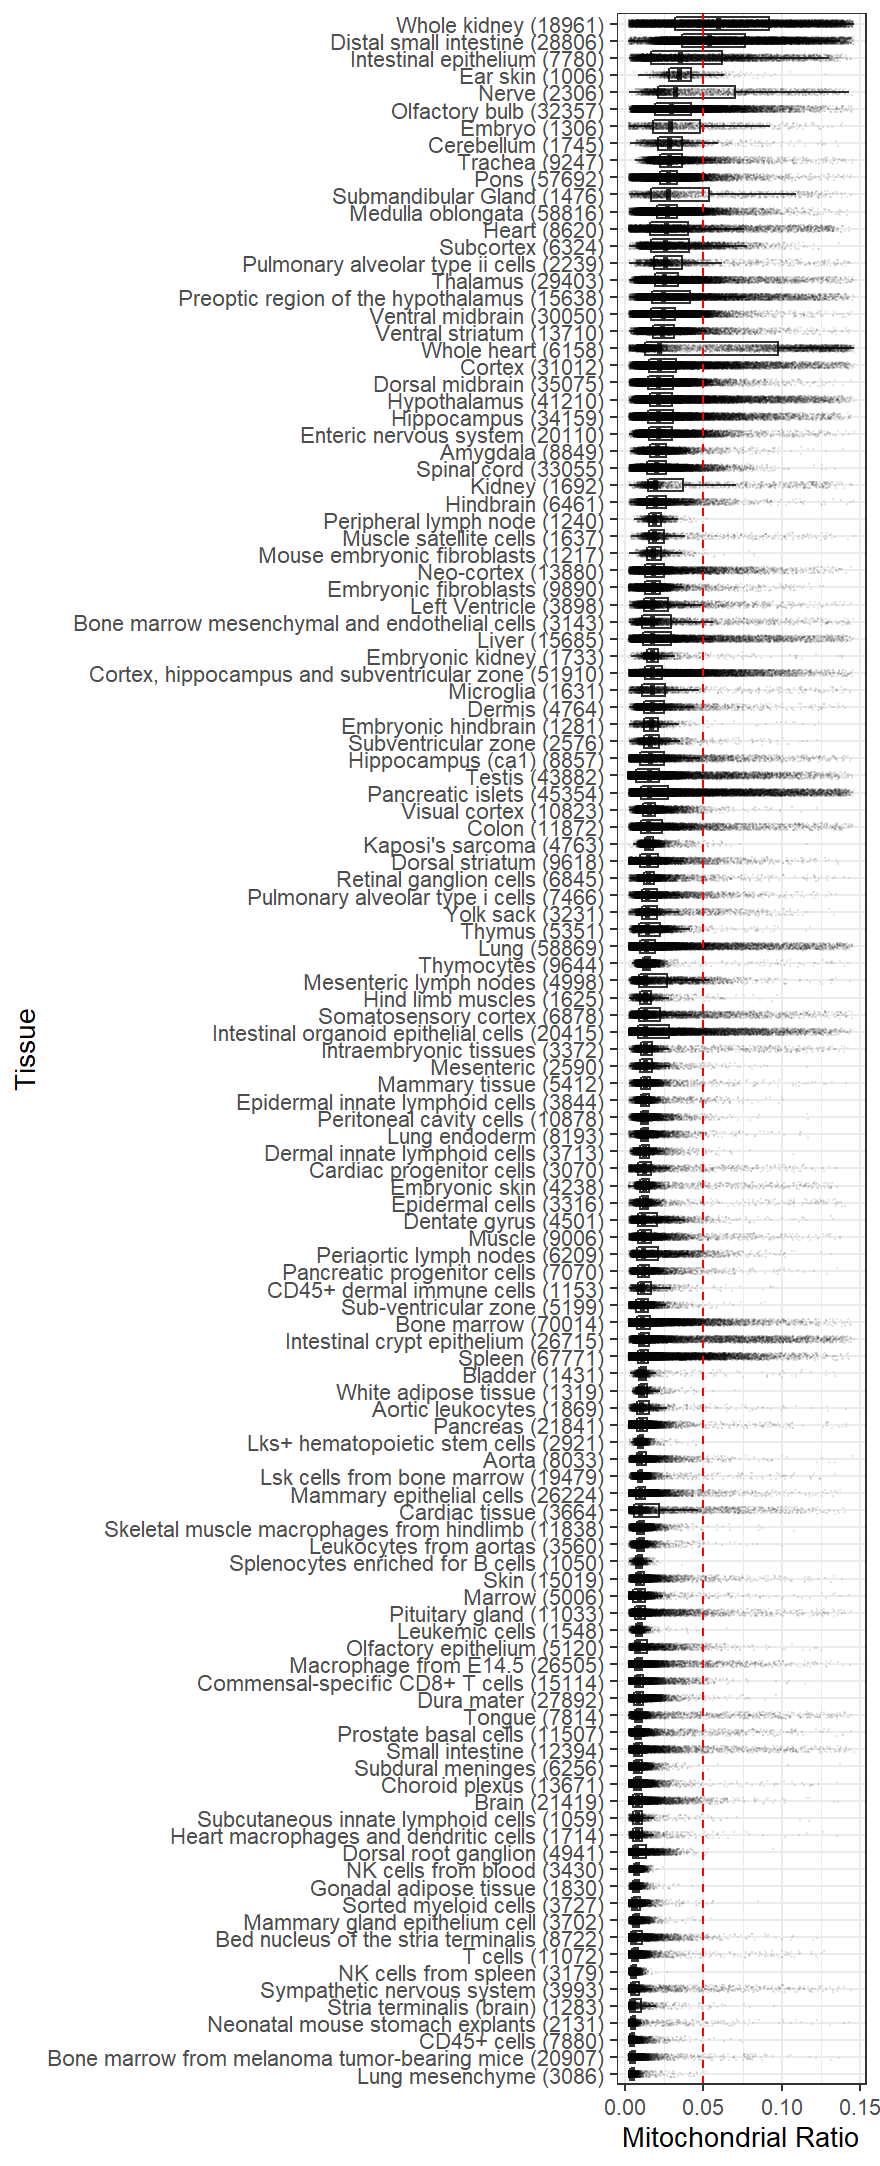 Whole kidney (18961)
Distal small intestine (28806)
Intestinal epithelium (7780)
Ear skin (1006)
Nerve (2306)
Olfactory bulb (32357)
Embryo (1306)
Cerebellum (1745)
Trachea (9247)
Pons (57692)
Submandibular Gland (1476)
Medulla oblongata (58816)
Heart (8620)
Subcortex (6324)
Pulmonary alveolar type ii cells (2239)
Thalamus (29403)
Preoptic region of the hypothalamus (15638)
Ventral midbrain (30050)
Ventral striatum (13710)
Whole heart (6158)
Cortex (31012)
Dorsal midbrain (35075)
Hypothalamus (41210)
Hippocampus (34159)
Enteric nervous system (20110)
Amygdala (8849)
Spinal cord (33055)
Kidney (1692)
Hindbrain (6461)
Peripheral lymph node (1240)
Muscle satellite cells (1637)
Mouse embryonic fibroblasts (1217)
Neo-cortex (13880)
Embryonic fibroblasts (9890)
Left Ventricle (3898)
Bone marrow mesenchymal and endothelial cells (3143)
Liver (15685)
Embryonic kidney (1733)
Cortex, hippocampus and subventricular zone (51910)
Microglia (1631)
Dermis (4764)
Embryonic hindbrain (1281)
Subventricular zone (2576)
Hippocampus (ca1) (8857)
Testis (43882)
Pancreatic islets (45354)
Visual cortex (10823)
Colon (11872)
Kaposi's sarcoma (4763)
Dorsal striatum (9618)
Retinal ganglion cells (6845)
Pulmonary alveolar type i cells (7466)
Yolk sack (3231)
Thymus (5351)
Lung (58869)
Thymocytes (9644)
Mesenteric lymph nodes (4998)
Hind limb muscles (1625)
Somatosensory cortex (6878)
Intestinal organoid epithelial cells (20415)
Intraembryonic tissues (3372)
Mesenteric (2590)
Mammary tissue (5412)
Epidermal innate lymphoid cells (3844)
Peritoneal cavity cells (10878)
Lung endoderm (8193)
Dermal innate lymphoid cells (3713)
Cardiac progenitor cells (3070)
Embryonic skin (4238)
Epidermal cells (3316)
Dentate gyrus (4501)
Muscle (9006)
Periaortic lymph nodes (6209)
Pancreatic progenitor cells (7070)
CD45+ dermal immune cells (1153)
Sub-ventricular zone (5199)
Bone marrow (70014)
Intestinal crypt epithelium (26715)
Spleen (67771)
Bladder (1431)
White adipose tissue (1319)
Aortic leukocytes (1869)
Pancreas (21841)
Lks+ hematopoietic stem cells (2921)
Aorta (8033)
Lsk cells from bone marrow (19479)
Mammary epithelial cells (26224)
Cardiac tissue (3664)
Skeletal muscle macrophages from hindlimb (11838)
Leukocytes from aortas (3560)
Splenocytes enriched for B cells (1050)
Skin (15019)
Marrow (5006)
Pituitary gland (11033)
Leukemic cells (1548)
Olfactory epithelium (5120)
Macrophage from E14.5 (26505)
Commensal-specific CD8+ T cells (15114)
Dura mater (27892)
Tongue (7814)
Prostate basal cells (11507)
Small intestine (12394)
Subdural meninges (6256)
Choroid plexus (13671)
Brain (21419)
Subcutaneous innate lymphoid cells (1059)
Heart macrophages and dendritic cells (1714)
Dorsal root ganglion (4941)
NK cells from blood (3430)
Gonadal adipose tissue (1830)
Sorted myeloid cells (3727)
Mammary gland epithelium cell (3702)
Bed nucleus of the stria terminalis (8722)
T cells (11072)
NK cells from spleen (3179)
Sympathetic nervous system (3993)
Stria terminalis (brain) (1283)
Neonatal mouse stomach explants (2131)
CD45+ cells (7880)
Bone marrow from melanoma tumor-bearing mice (20907)
Lung mesenchyme (3086)
Tissue
0.00 0.05 0.10 0.15
Mitochondrial Ratio